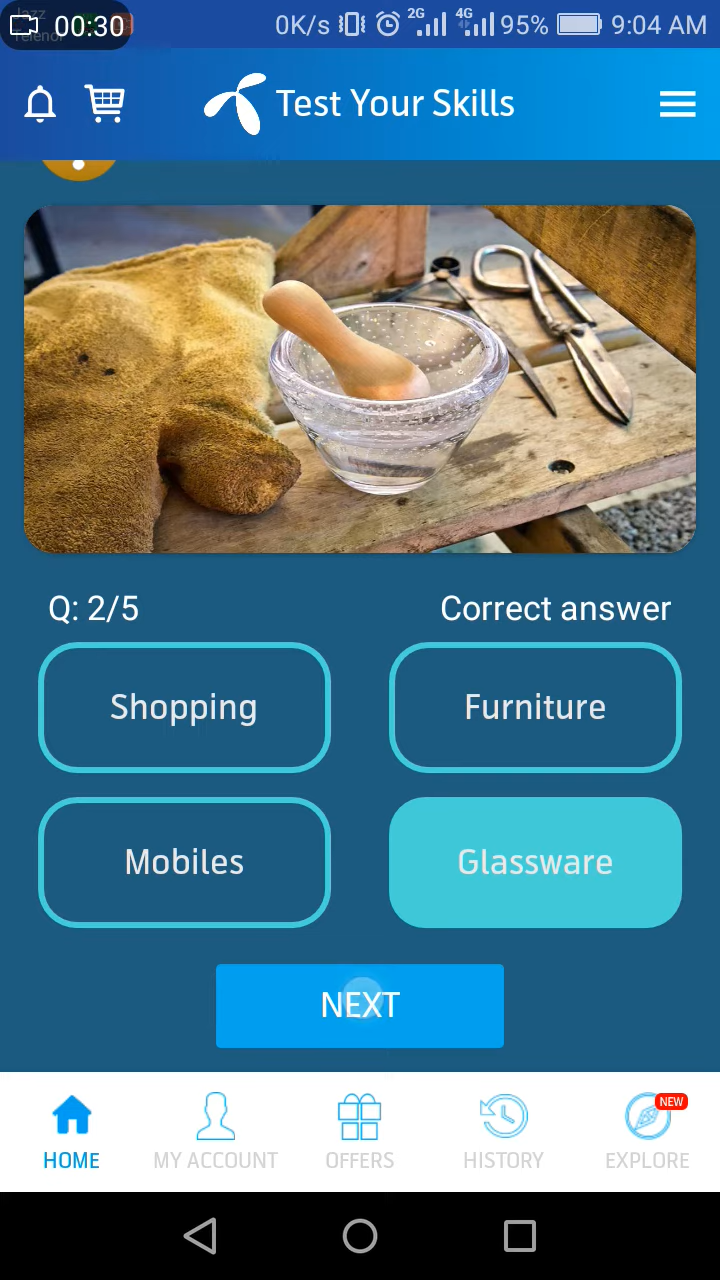 00:30 0K/s 2G 4G 95% 9:04 AM
Telenor
Test Your Skills
Q: 2/5 Correct answer
Shopping Furniture
Mobiles Glassware
NEXT
NEW
HOME MY ACCOUNT OFFERS HISTORY EXPLORE